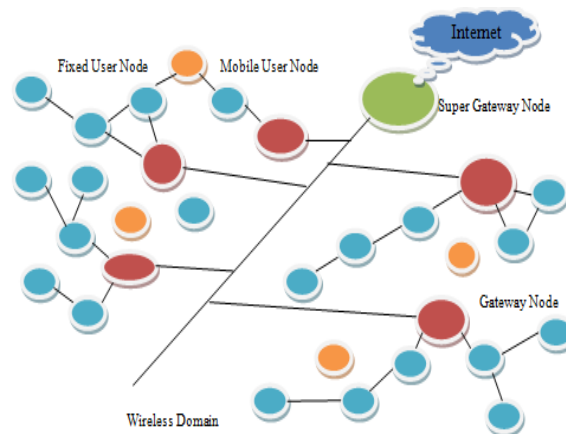 Internet
Fixed User Node
Mobile User Node
Super Gateway Node
Gateway Node
Wireless Domain